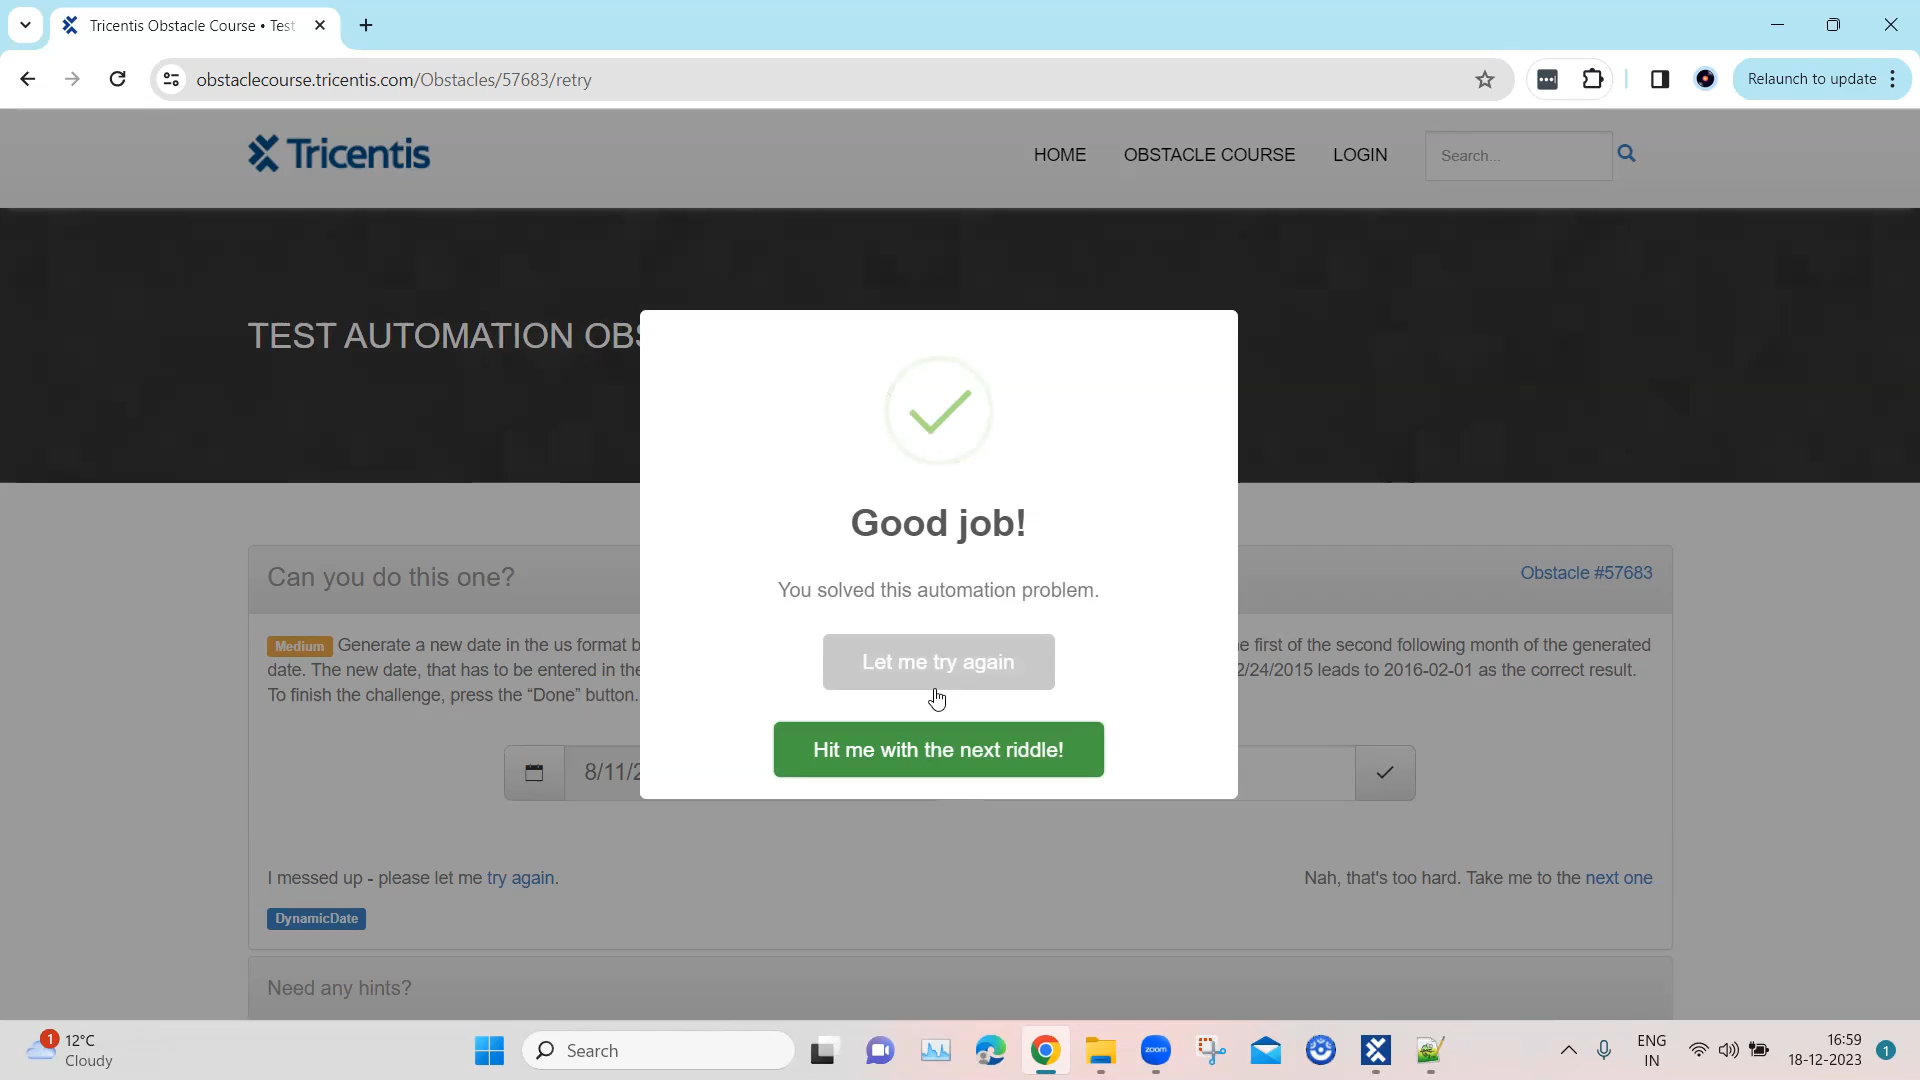 Tricentis Obstacle Course • Test
obstaclecourse.tricentis.com/Obstacles/57683/retry
Relaunch to update
Tricentis
HOME
OBSTACLE COURSE
LOGIN
Search...
TEST AUTOMATION OBS
Good job!
You solved this automation problem.
Let me try again
Hit me with the next riddle!
Can you do this one?
Obstacle #57683
Medium Generate a new date in the us format b
e first of the second following month of the generated
date. The new date, that has to be entered in the
2/24/2015 leads to 2016-02-01 as the correct result.
To finish the challenge, press the “Done” button.
8/11/2
I messed up - please let me try again.
Nah, that's too hard. Take me to the next one
DynamicDate
Need any hints?
1
12°C
Cloudy
Search
zoom
ENG
IN
16:59
18-12-2023
1